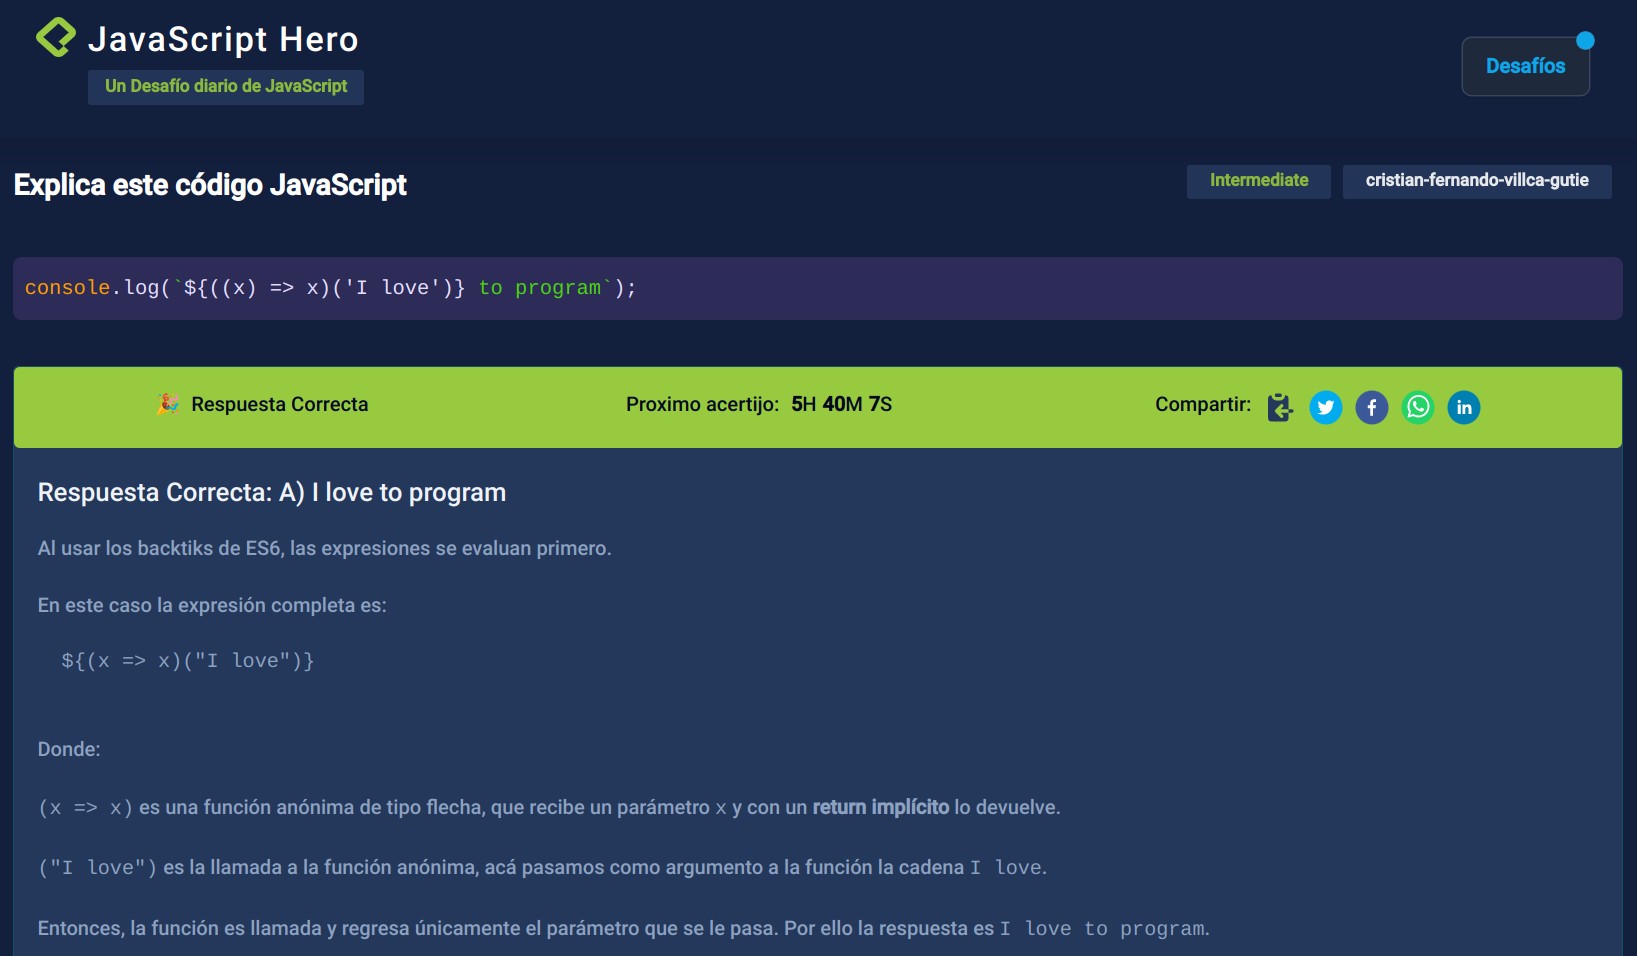 JavaScript Hero
Un Desafío diario de JavaScript
Desafíos
Explica este código JavaScript
Intermediate
cristian-fernando-villca-gutie
console.log(`${((x) => x)('I love')} to program`);
🎉 Respuesta Correcta
Proximo acertijo: 5H 40M 7S
Compartir:
Respuesta Correcta: A) I love to program
Al usar los backtiks de ES6, las expresiones se evaluan primero.
En este caso la expresión completa es:
${(x => x)("I love")}
Donde:
(x => x) es una función anónima de tipo flecha, que recibe un parámetro x y con un return implícito lo devuelve.
("I love") es la llamada a la función anónima, acá pasamos como argumento a la función la cadena I love.
Entonces, la función es llamada y regresa únicamente el parámetro que se le pasa. Por ello la respuesta es I love to program.